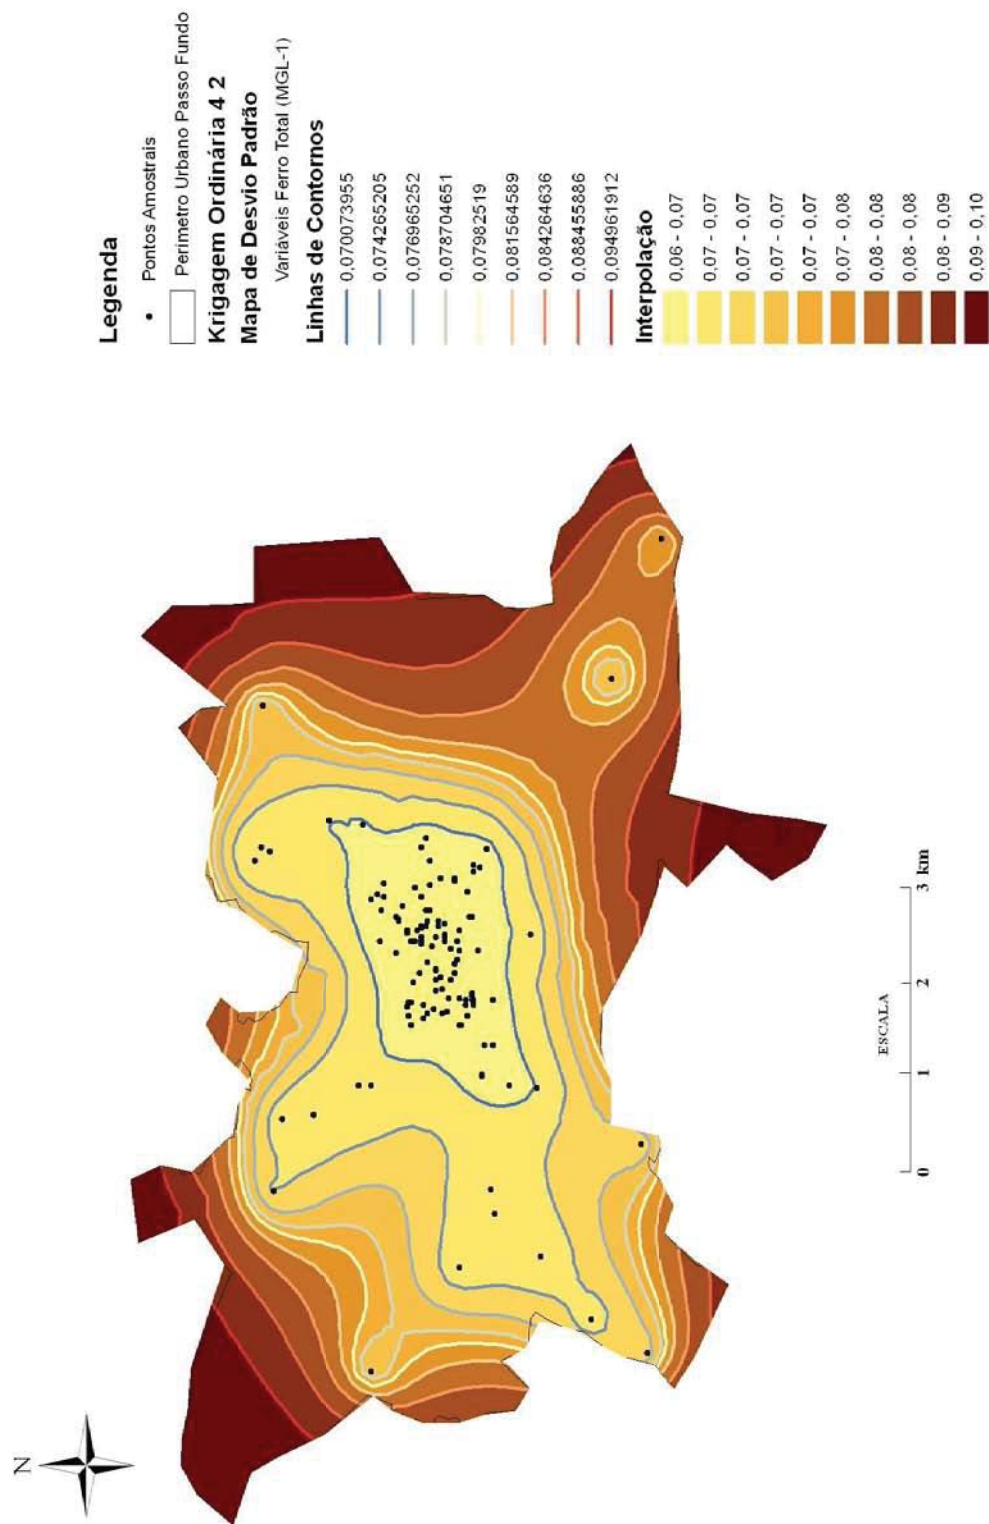 N
Legenda
Pontos Amostrais
Perímetro Urbano Passo Fundo
Krigagem Ordinária 4 2
Mapa de Desvio Padrão
Variáveis Ferro Total (MGL-1)
Linhas de Contornos
0,070073955
0,074265205
0,076965252
0,078704651
0,07982519
0,081564589
0,084264636
0,088455886
0,094961912
Interpolação
0,06 - 0,07
0,07 - 0,07
0,07 - 0,07
0,07 - 0,07
0,07 - 0,07
0,07 - 0,08
0,08 - 0,08
0,08 - 0,08
0,08 - 0,09
0,09 - 0,10
ESCALA
0 1 2 3 km